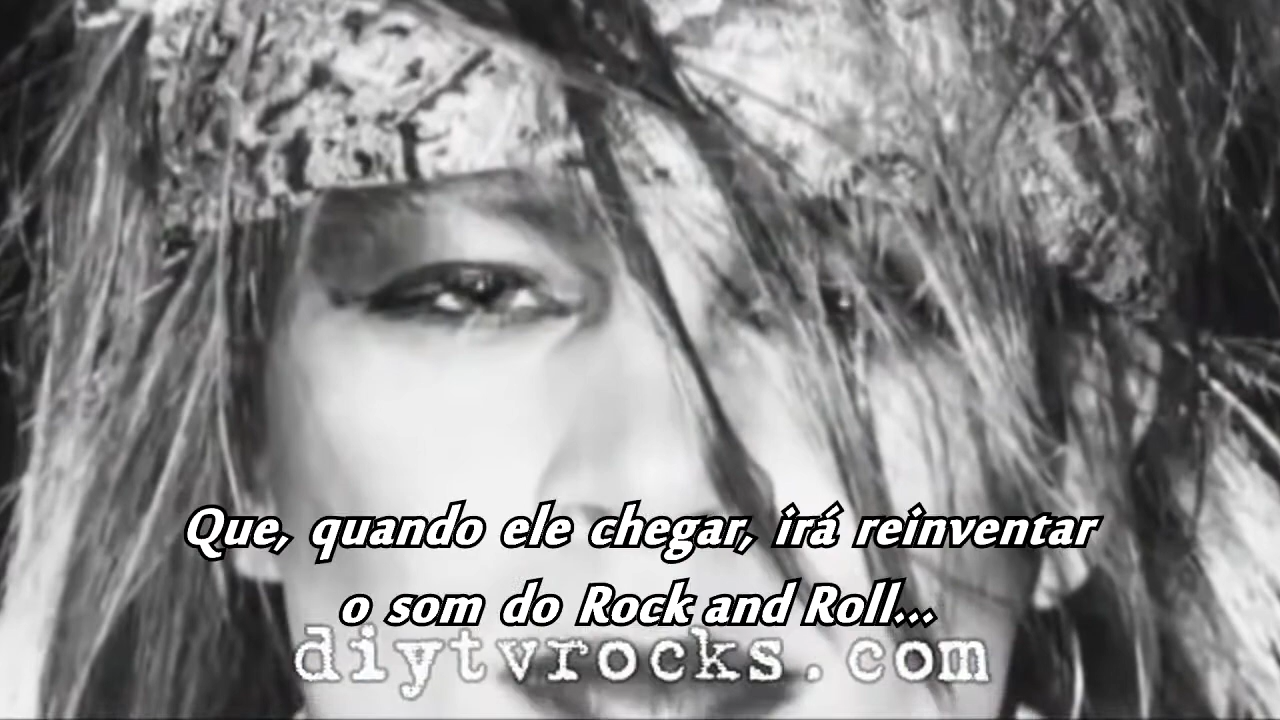 Que, quando ele chegar, irá reinventar
o som do Rock and Roll...
diytvrocks.com